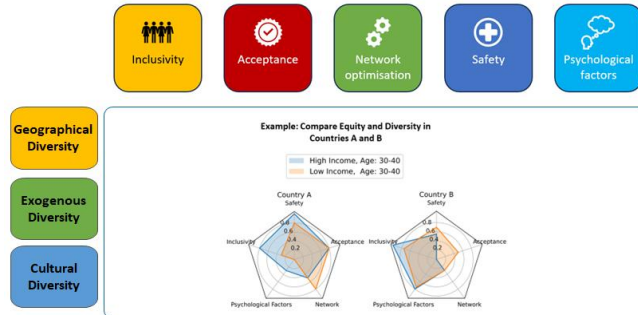 Inclusivity
Acceptance
Network
optimisation
Safety
Psychological
factors
Geographical
Diversity
Exogenous
Diversity
Cultural
Diversity
Example: Compare Equity and Diversity in
Countries A and B
High Income, Age: 30-40
Low Income, Age: 30-40
Country A
Safety
0.8
0.6
0.4
0.2
Inclusivity
Acceptance
Psychological Factors
Network
Country B
Safety
0.8
0.6
0.4
0.2
Inclusivity
Acceptance
Psychological Factors
Network